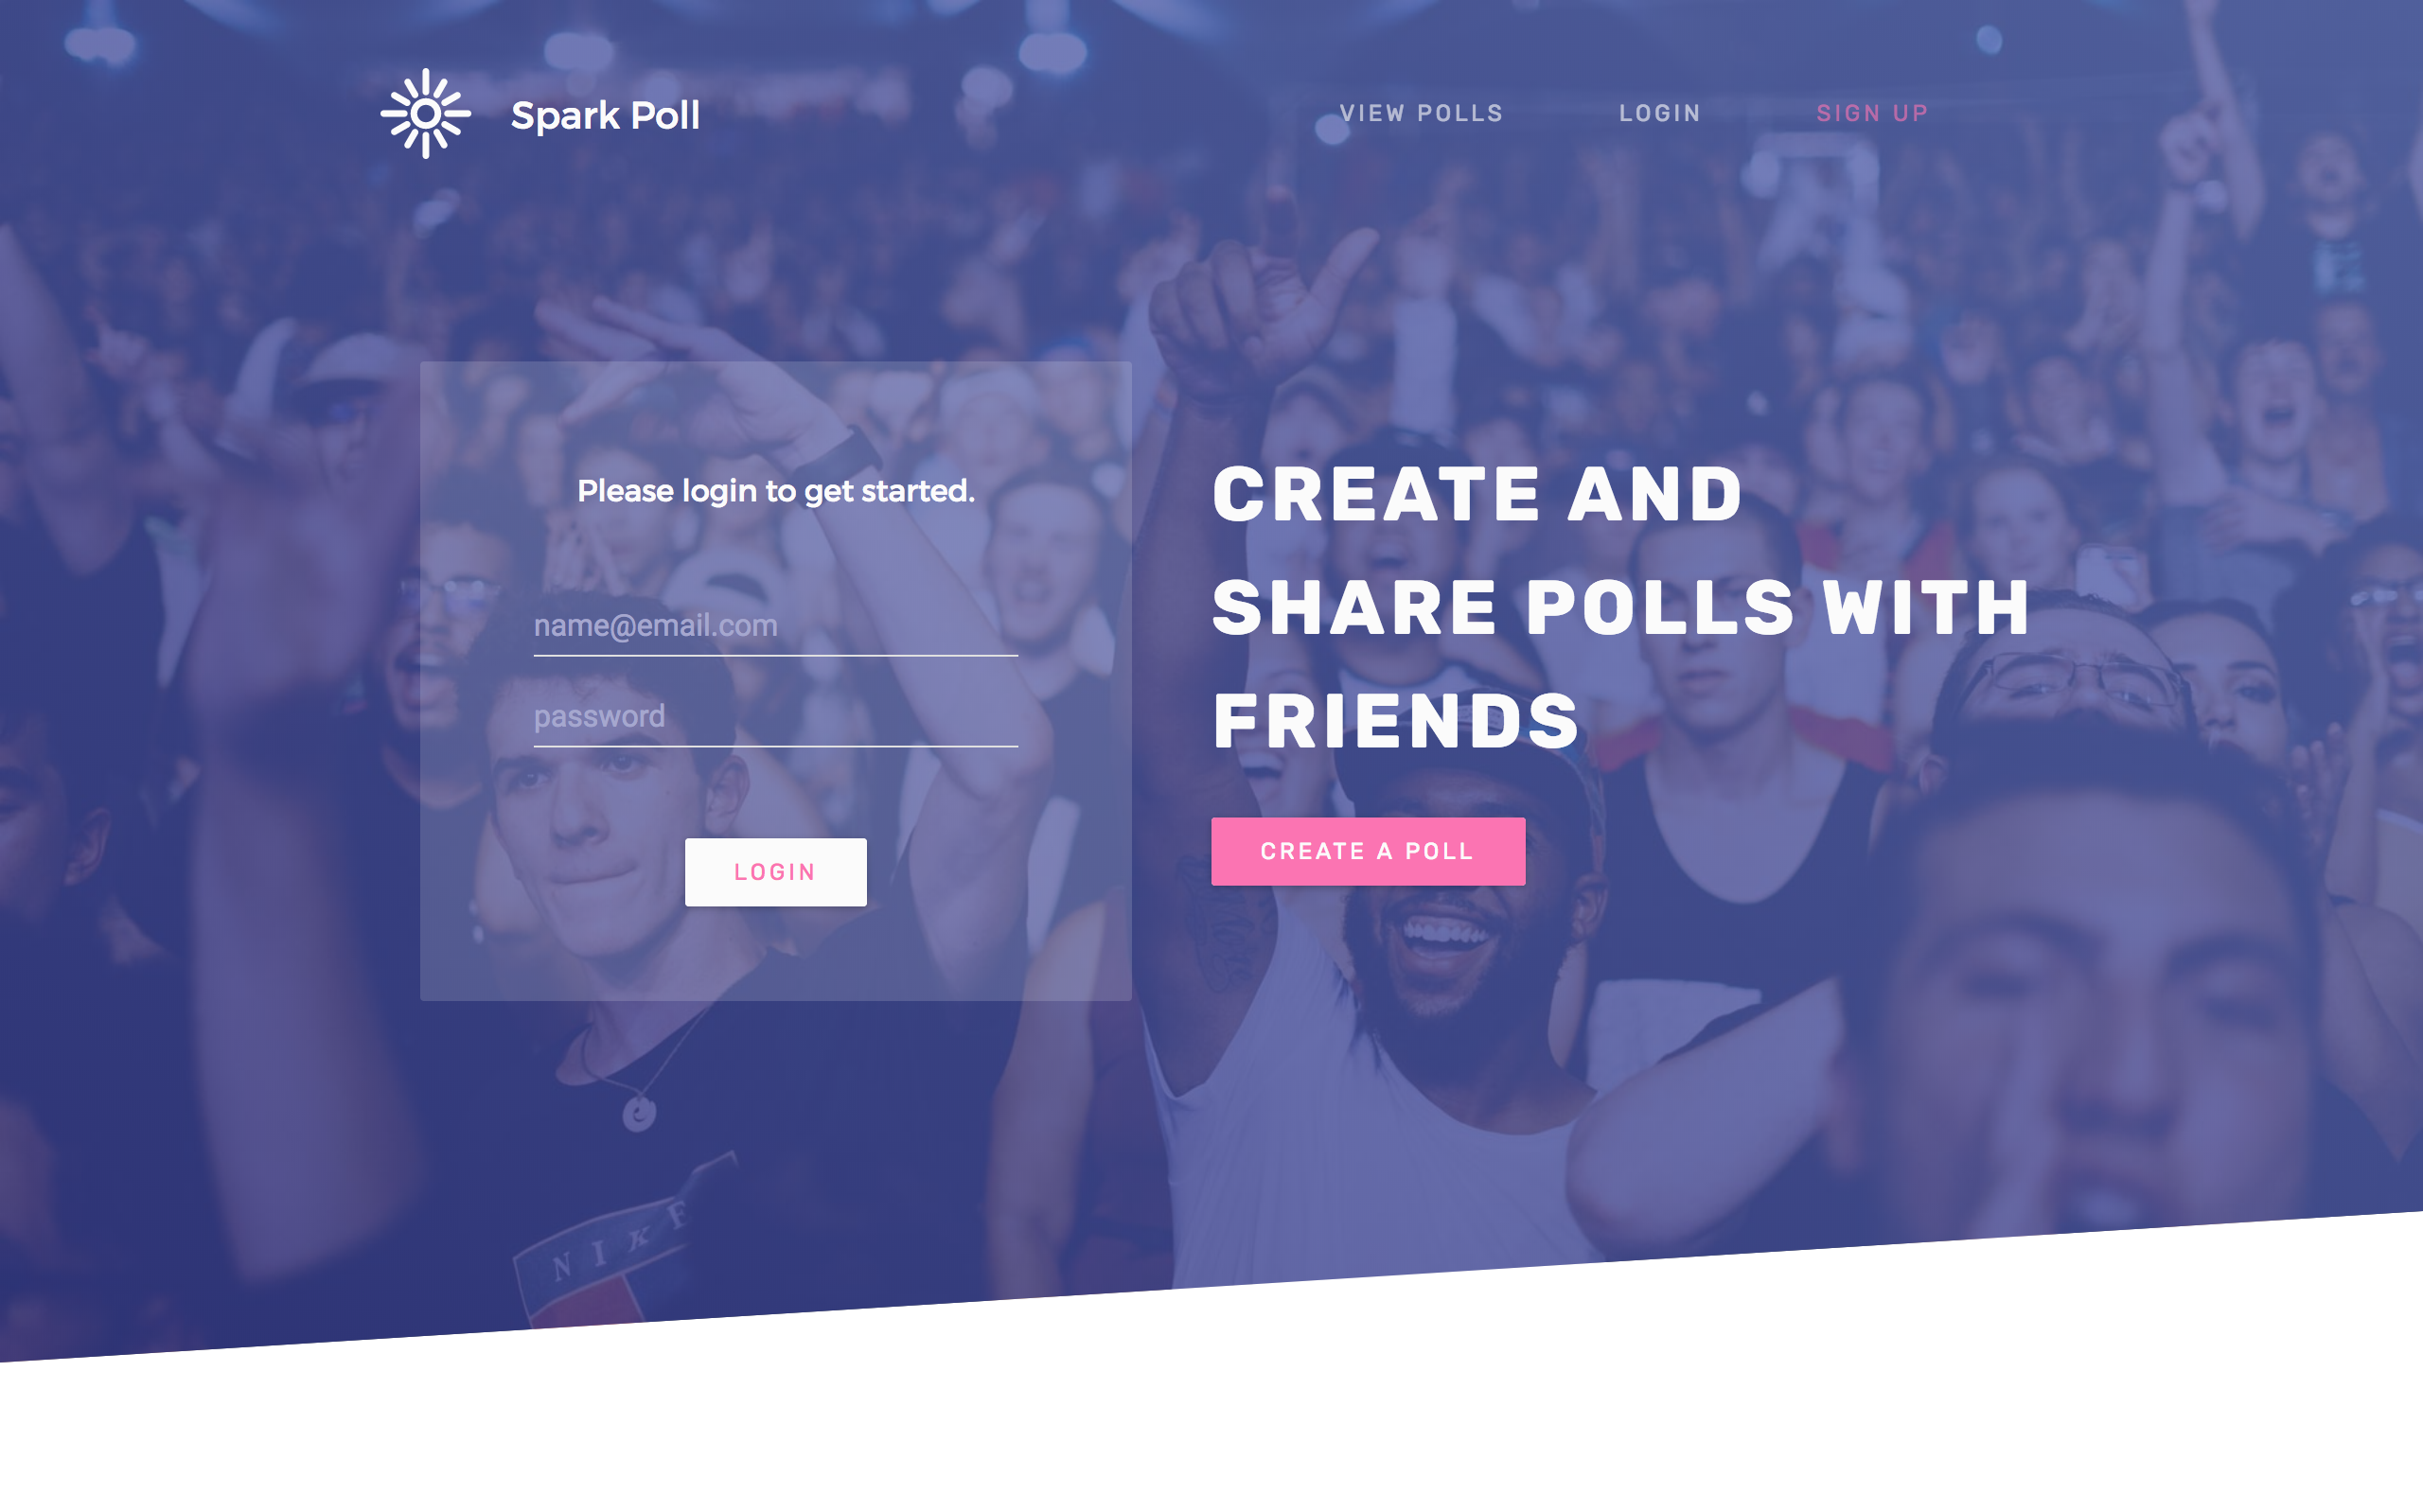 Spark Poll
VIEW POLLS
LOGIN
SIGN UP
Please login to get started.
name@email.com
password
LOGIN
CREATE AND
SHARE POLLS WITH
FRIENDS
CREATE A POLL
NIKE